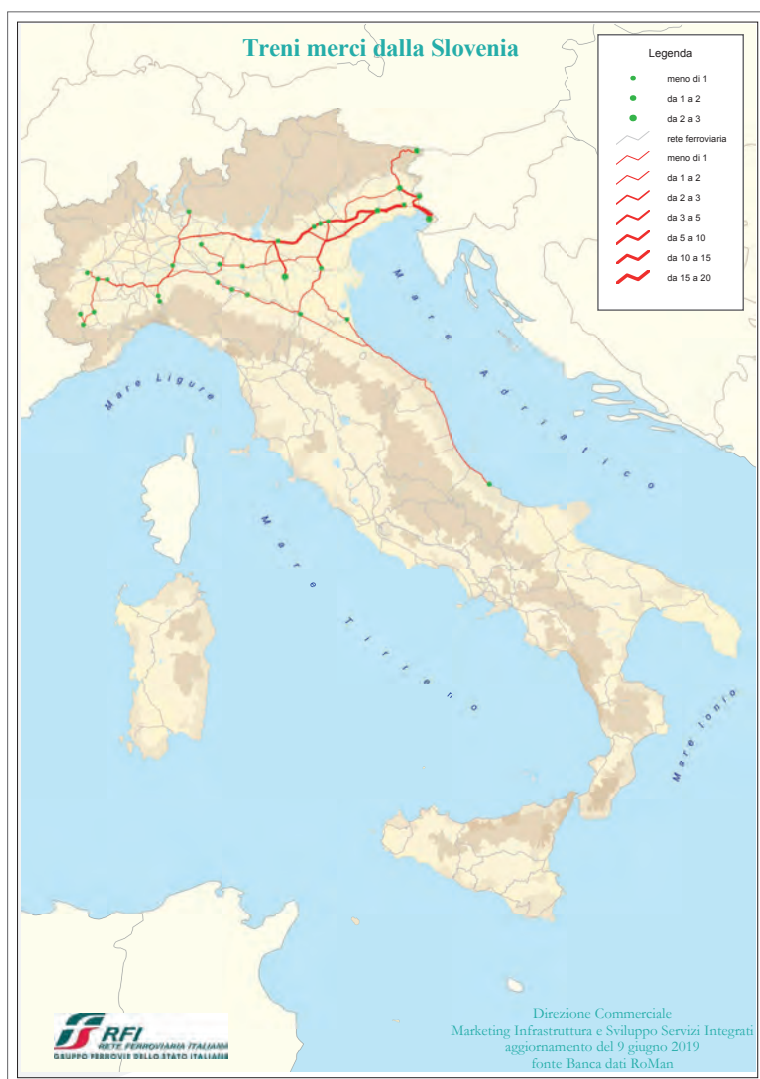 Treni merci dalla Slovenia
Legenda
meno di 1
da 1 a 2
da 2 a 3
rete ferroviaria
meno di 1
da 1 a 2
da 2 a 3
da 3 a 5
da 5 a 10
da 10 a 15
da 15 a 20
Mare Adriatico
Mare Ligure
Mare Tirreno
Mare Ionio
RFI
RETE FERROVIARIA ITALIANA
GRUPPO FERROVIE DELLO STATO ITALIANE
Direzione Commerciale
Marketing Infrastruttura e Sviluppo Servizi Integrati
aggiornamento del 9 giugno 2019
fonte Banca dati RoMan